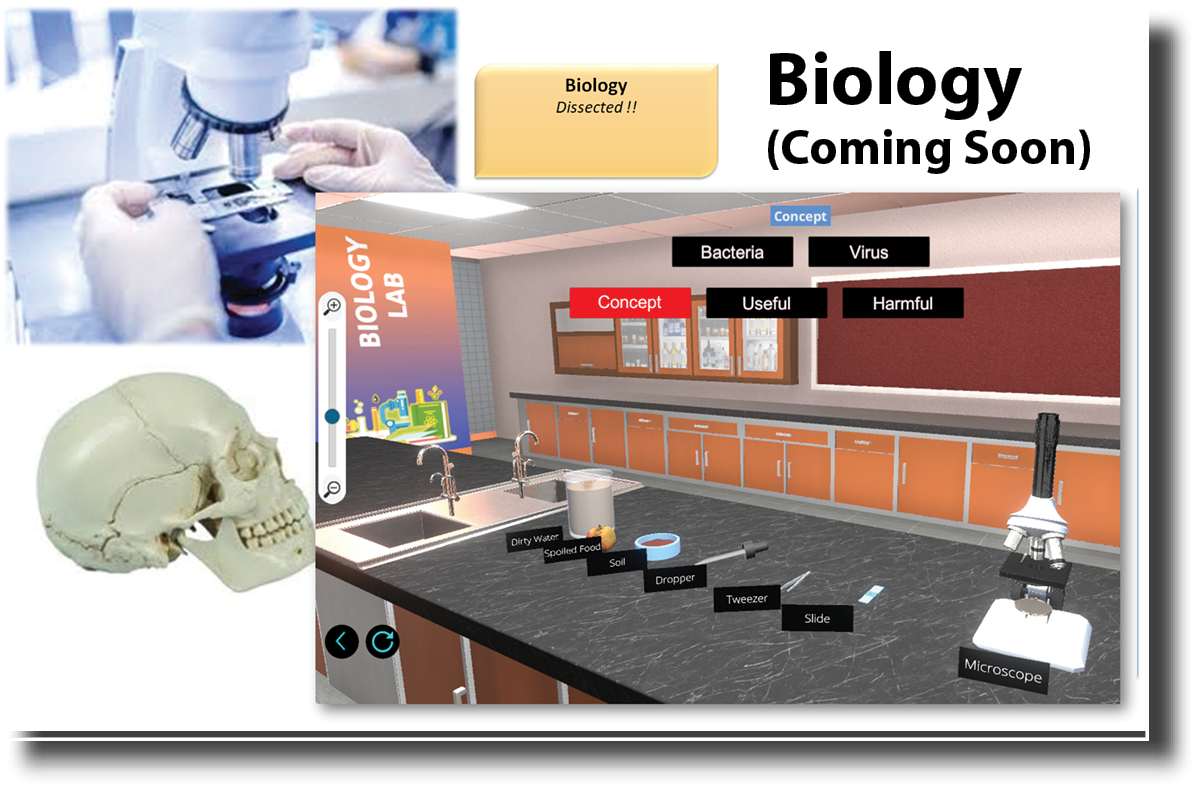 Biology
Dissected !!
Biology
(Coming Soon)
Concept
Bacteria
Virus
Concept
Useful
Harmful
BIOLOGY
LAB
Dirty Water
Spoiled Food
Soil
Dropper
Tweezer
Slide
Microscope